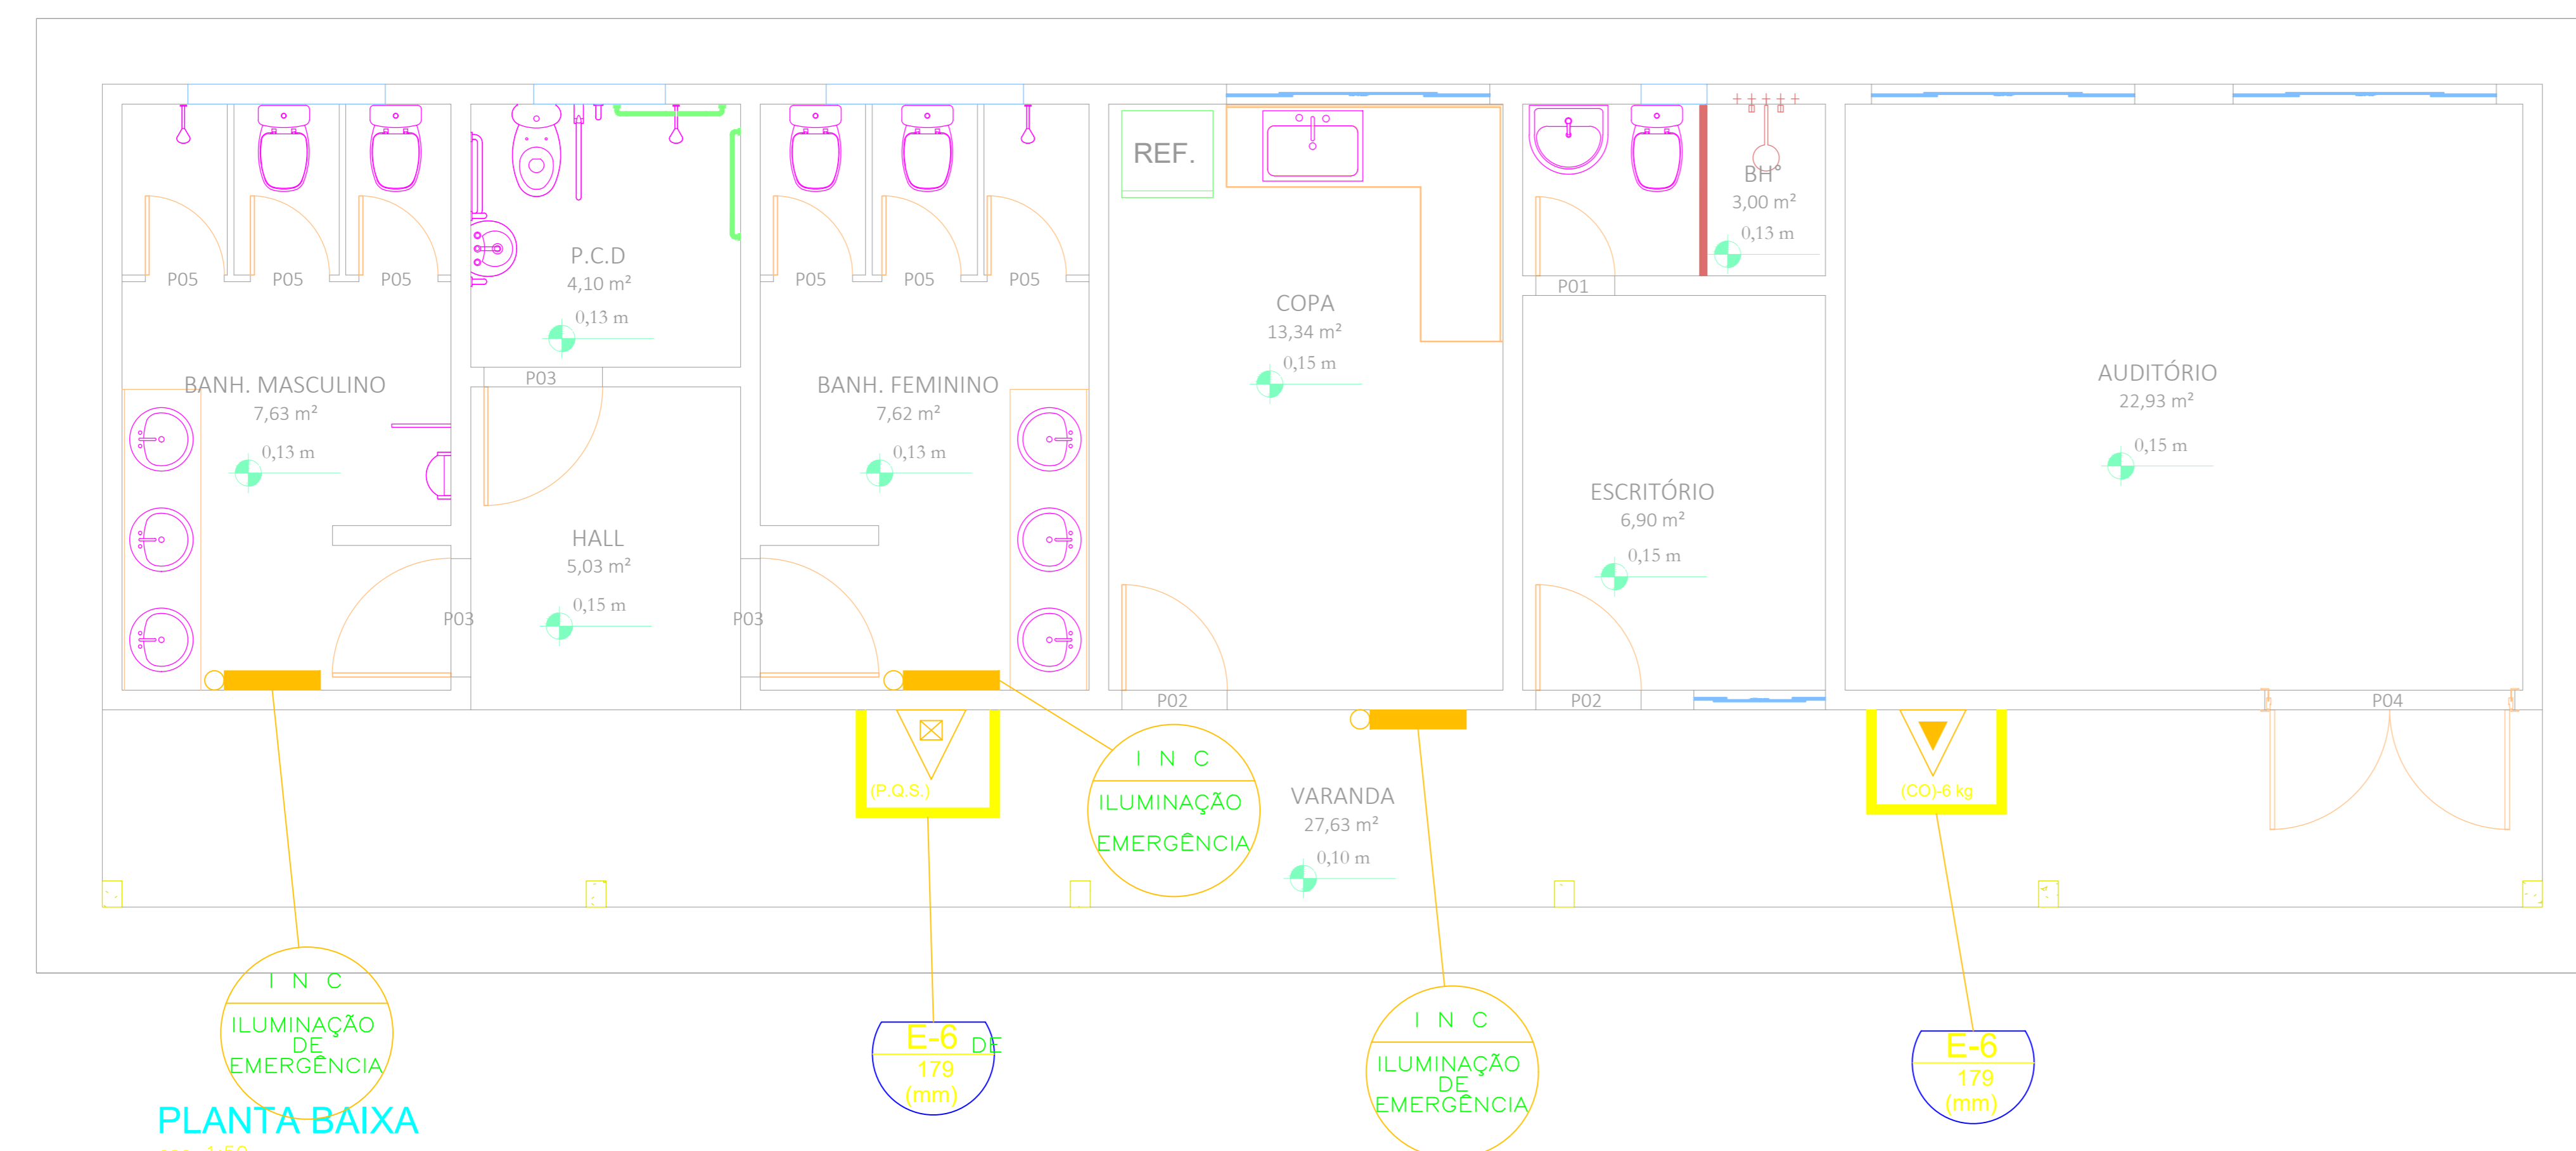 REF.
BH°
3,00 m²
0,13 m
P.C.D
4,10 m²
0,13 m
P05
P05
P05
P05
P05
P05
P01
COPA
13,34 m²
0,15 m
P03
BANH. MASCULINO
7,63 m²
0,13 m
BANH. FEMININO
7,62 m²
0,13 m
AUDITÓRIO
22,93 m²
0,15 m
ESCRITÓRIO
6,90 m²
0,15 m
HALL
5,03 m²
0,15 m
P03
P03
P02
P02
P04
(P.Q.S.)
I N C
ILUMINAÇÃO
EMERGÊNCIA
VARANDA
27,63 m²
0,10 m
(CO)-6 kg
I N C
ILUMINAÇÃO
DE
EMERGÊNCIA
E-6
DE
179
(mm)
I N C
ILUMINAÇÃO
DE
EMERGÊNCIA
E-6
179
(mm)
PLANTA BAIXA